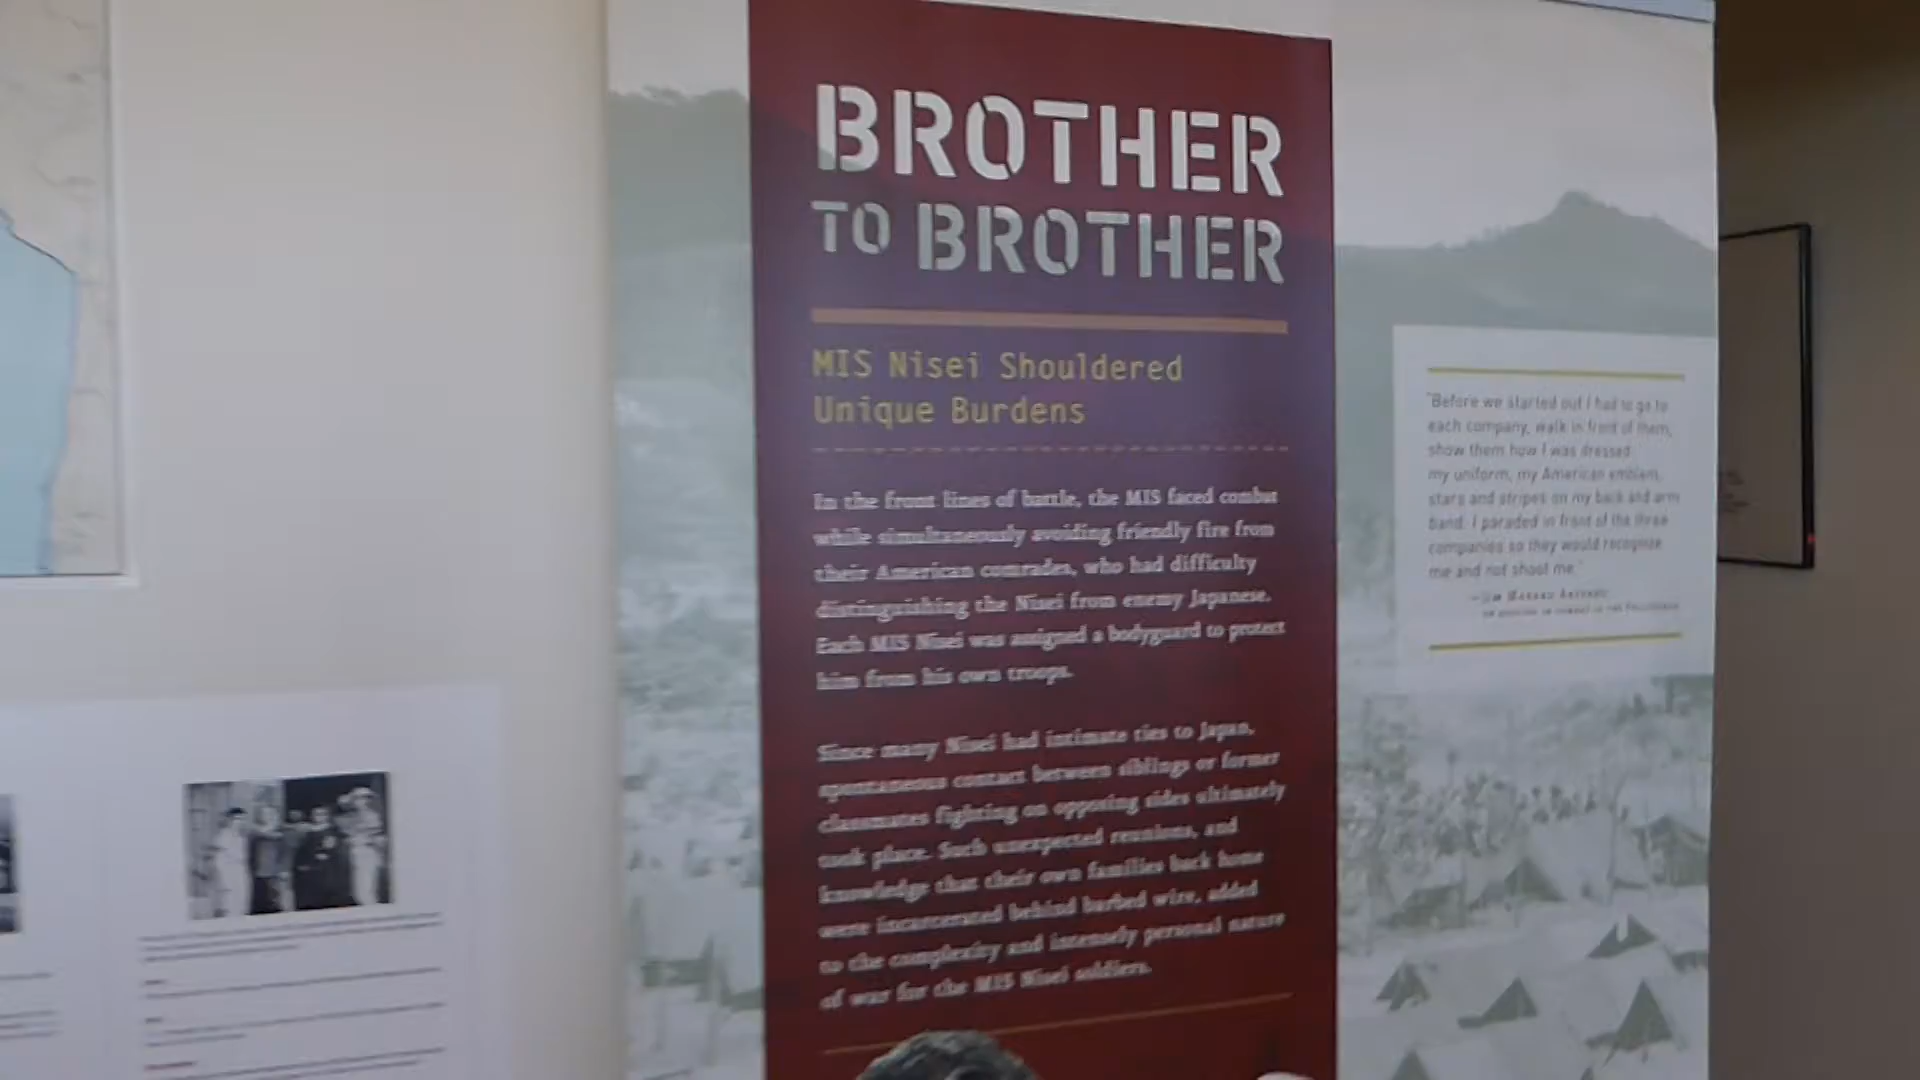 BROTHER
TO BROTHER
MIS Nisei Shouldered
Unique Burdens
In the front lines of battle, the MIS faced combat
while simultaneously avoiding friendly fire from
their American comrades, who had difficulty
distinguishing the Nisei from enemy Japanese.
Each MIS Nisei was assigned a bodyguard to protect
him from his own troops.
Since many Nisei had intimate ties to Japan,
spontaneous contact between siblings or former
classmates fighting on opposing sides ultimately
took place. Such unexpected reunions, and
knowledge that their own families back home
were incarcerated behind barbed wire, added
to the complexity and intensely personal nature
of war for the MIS Nisei soldiers.
"Before we started out I had to go to
each company, walk in front of them,
show them how I was dressed
my uniform, my American emblem,
stars and stripes on my back and arm
band. I paraded in front of the three
companies so they would recognize
me and not shoot me."